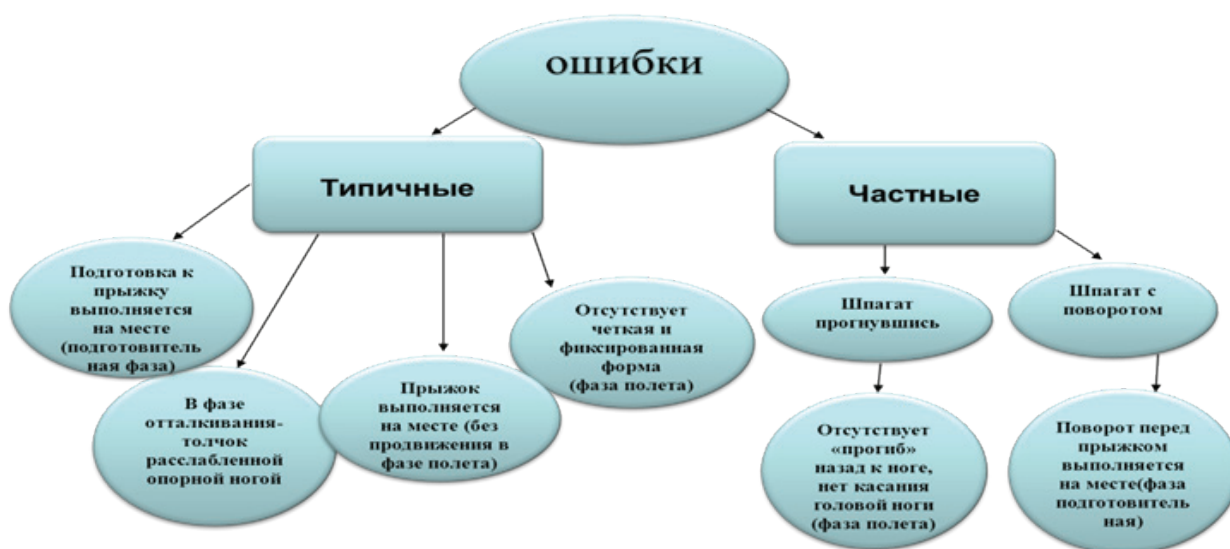 ошибки
Типичные
Частные
Подготовка к
прыжку
выполняется
на месте
(подготовитель
ная фаза)
В фазе
отталкивания-
толчок
расслабленной
опорной ногой
Прыжок
выполняется
на месте (без
продвижения в
фазе полета)
Отсутствует
четкая и
фиксированная
форма
(фаза полета)
Шпагат
прогнувшись
Шпагат с
поворотом
Отсутствует
«прогиб»
назад к ноге,
нет касания
головой ноги
(фаза полета)
Поворот перед
прыжком
выполняется
на месте(фаза
подготовитель
ная)